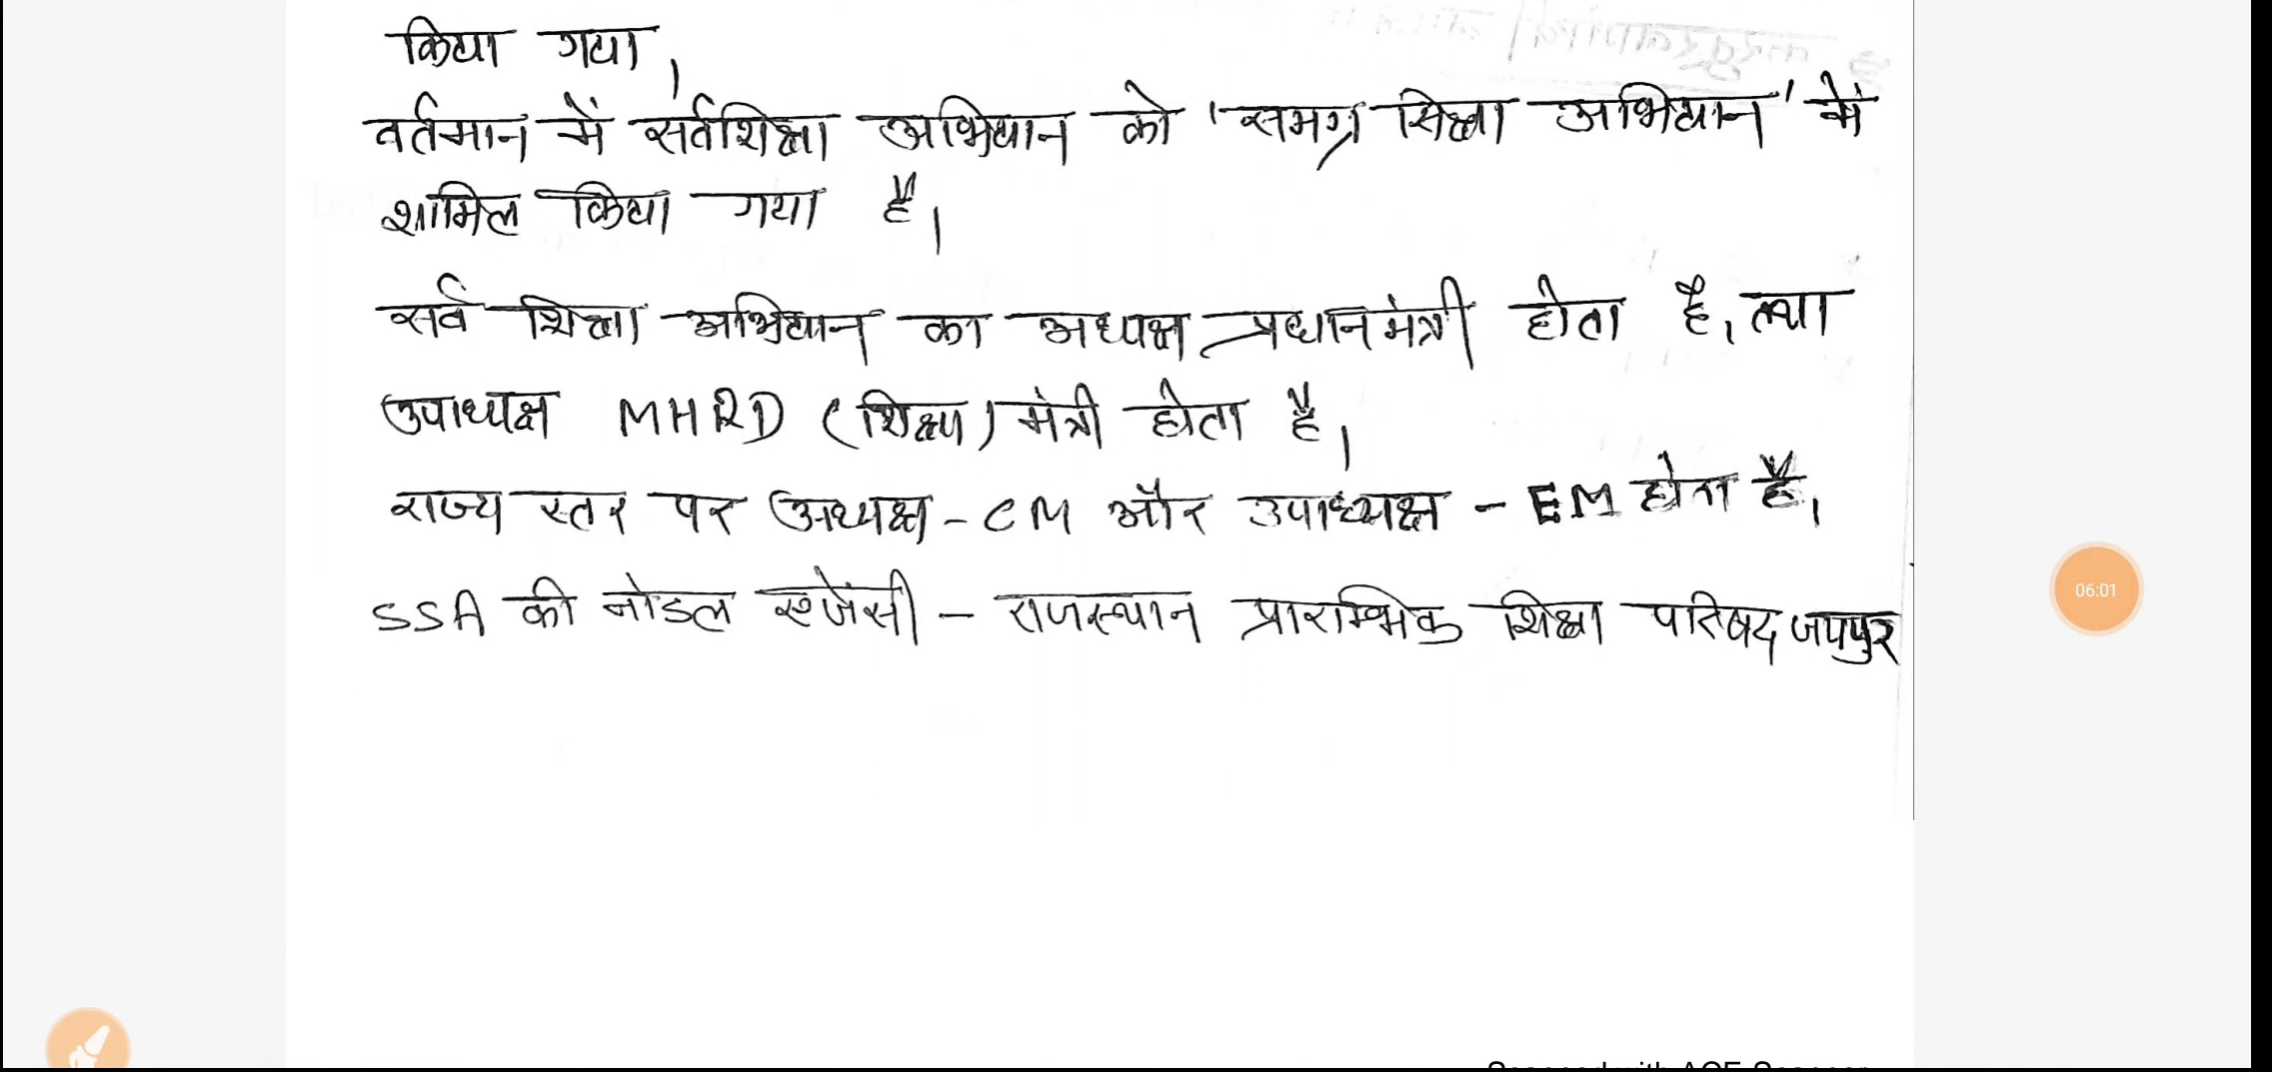 किया गया।
वर्तमान में सर्वशिक्षा अभियान को 'समग्र सिक्षा अभियान' में
शामिल किया गया है।
सर्व शिक्षा अभियान का अध्यक्ष प्रधानमंत्री होता है, तथा
उपाध्यक्ष MHRD (शिक्षा) मंत्री होता है।
राज्य स्तर पर अध्यक्ष - CM और उपाध्यक्ष - EM होता है।
SSA की नोडल एजेंसी - राजस्थान प्रारम्भिक शिक्षा परिषद जयपुर
06:01